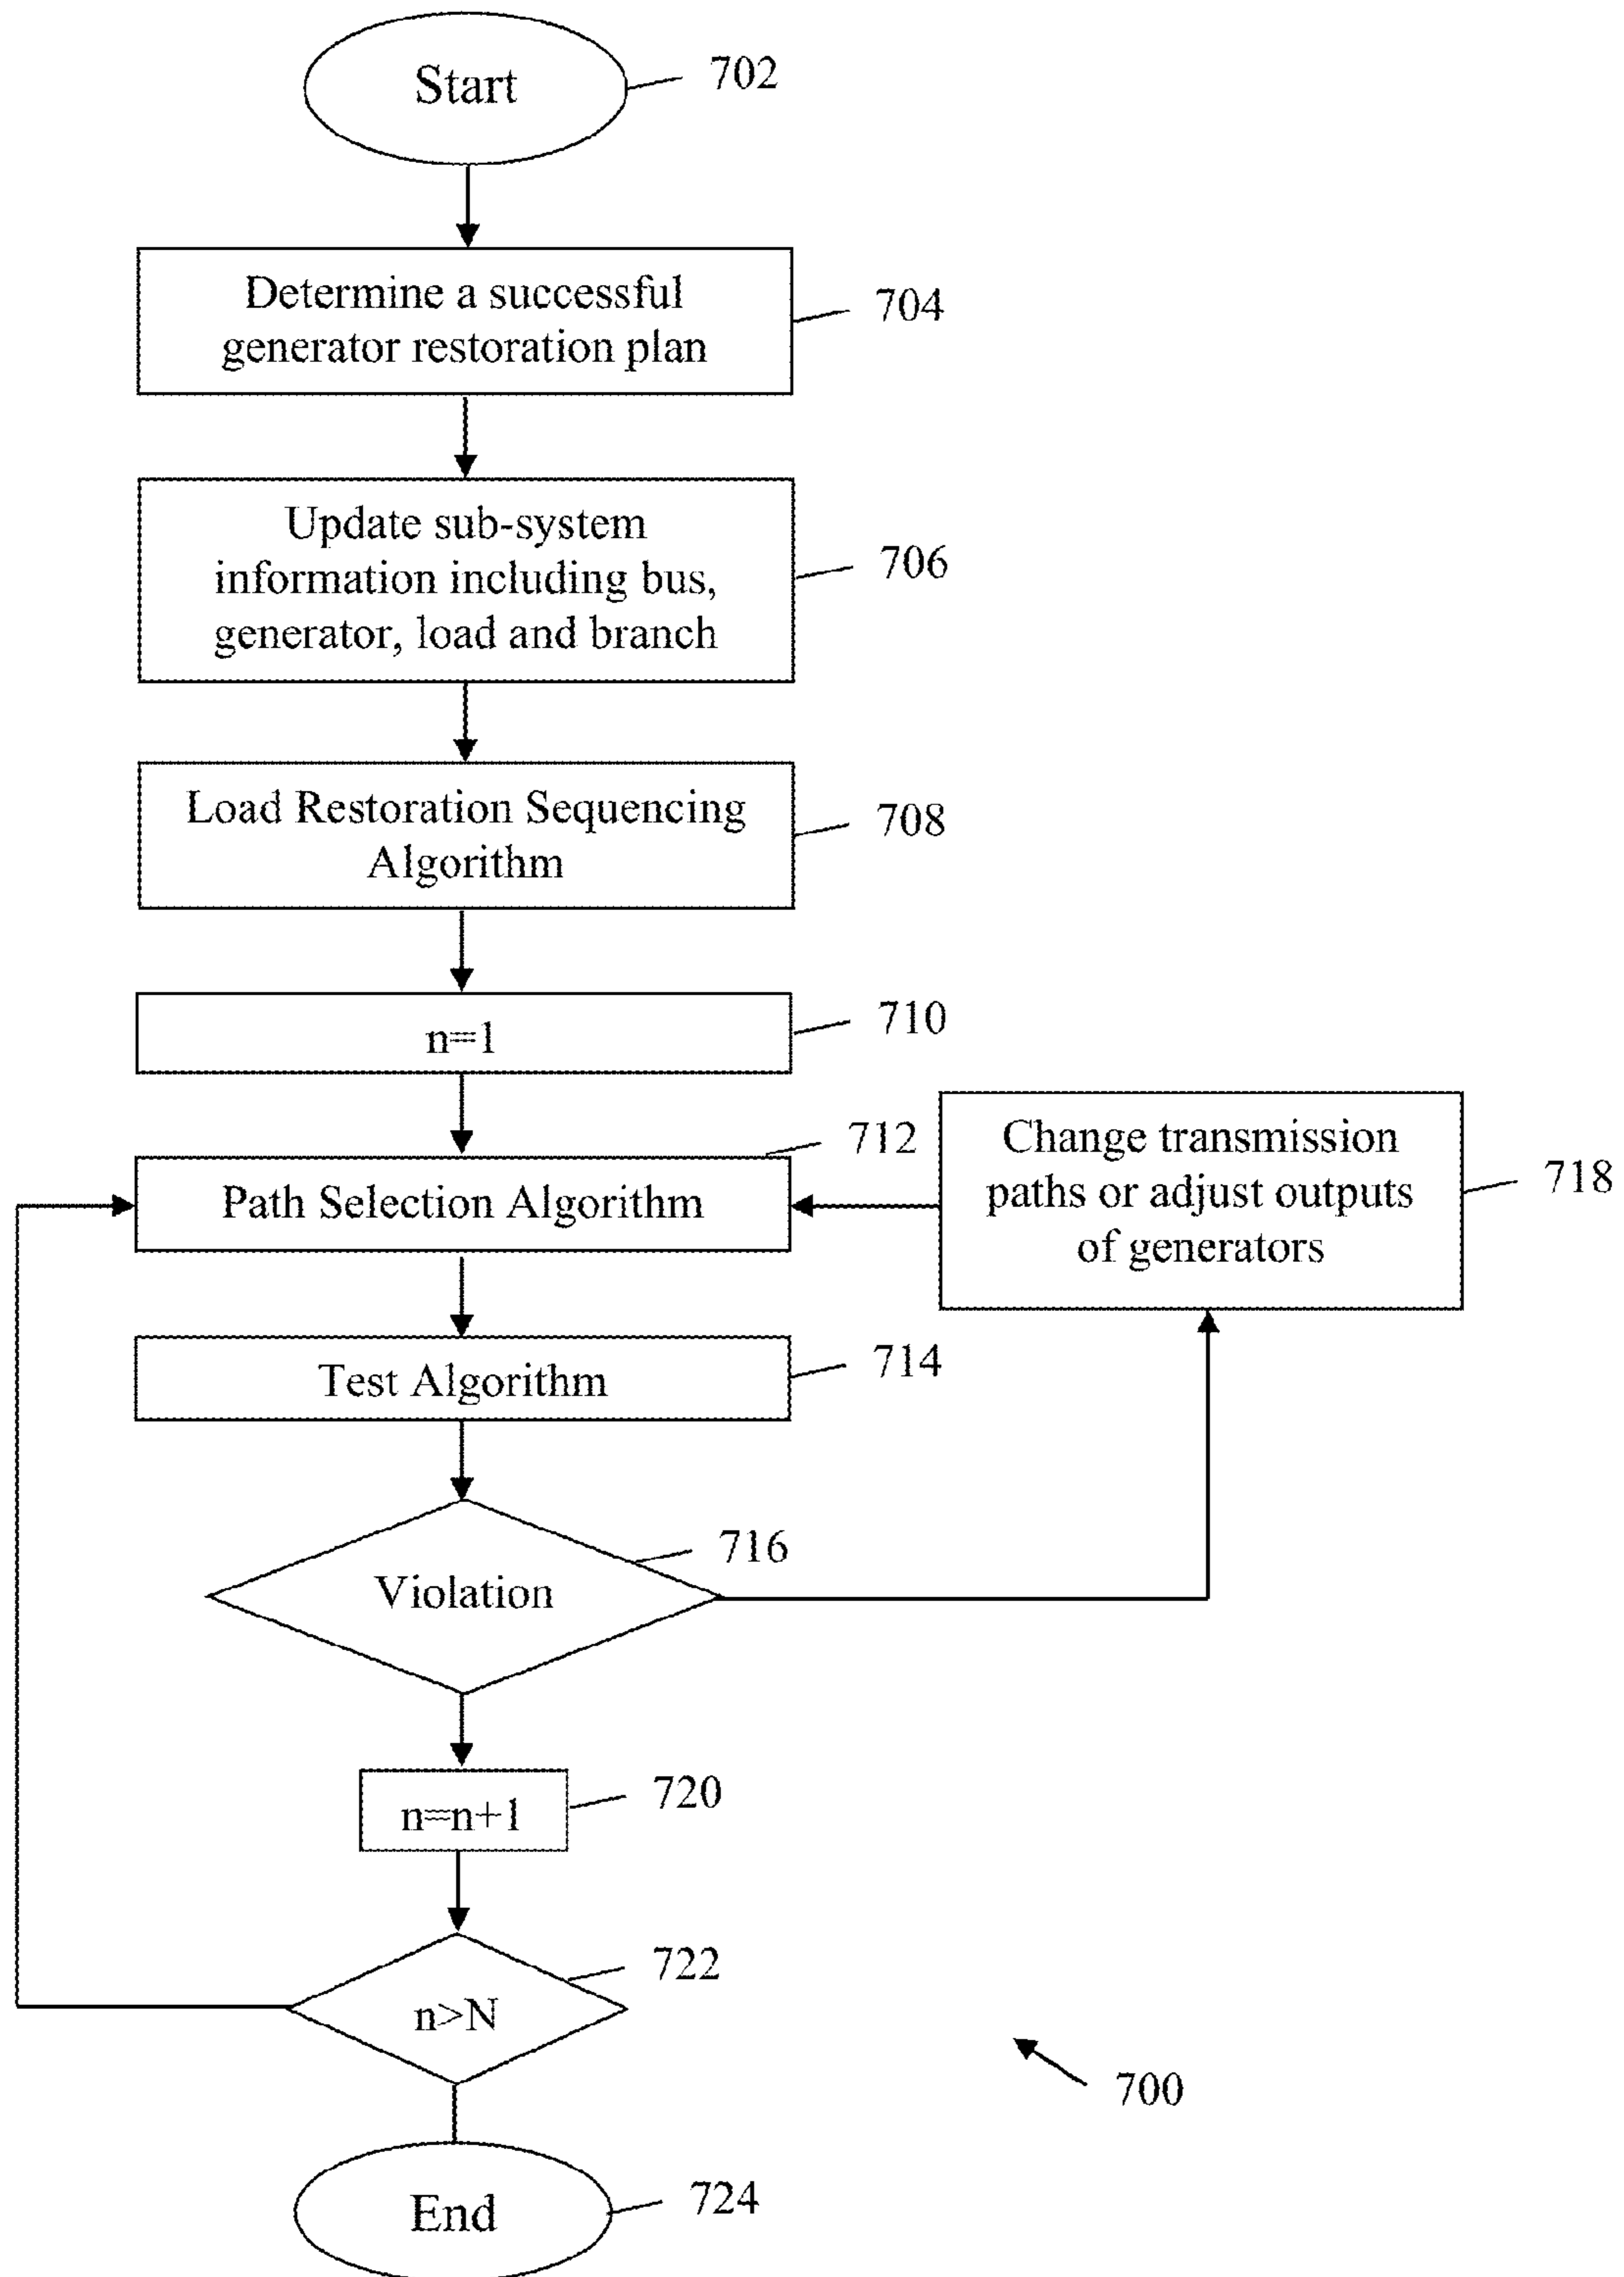 Start
702
Determine a successful
generator restoration plan
704
Update sub-system
information including bus,
generator, load and branch
706
Load Restoration Sequencing
Algorithm
708
n=1
710
712
Path Selection Algorithm
Change transmission
paths or adjust outputs
of generators
718
Test Algorithm
714
Violation
716
n=n+1
720
n>N
722
700
End
724